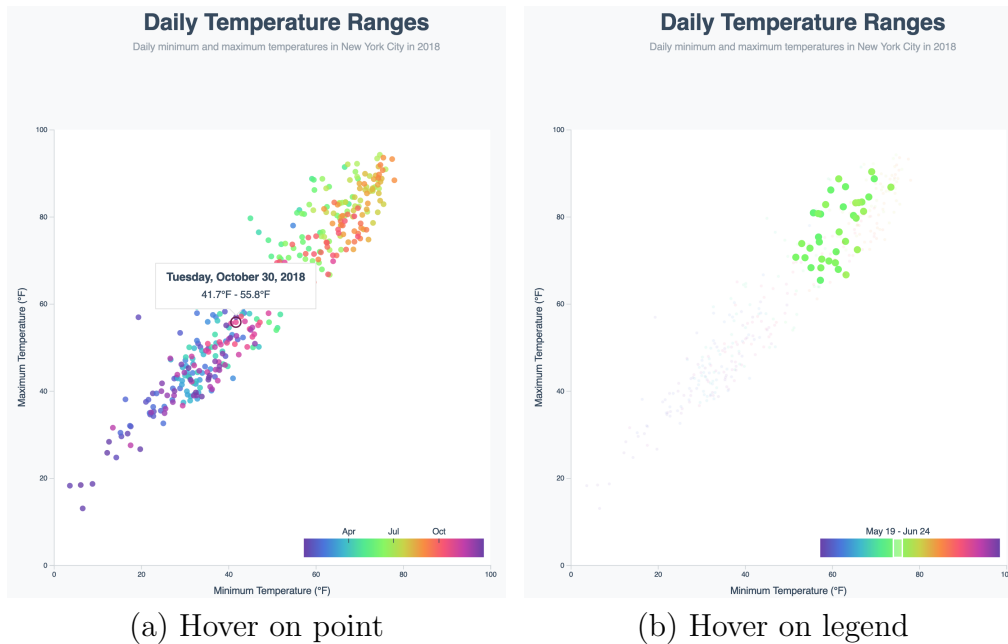 Daily Temperature Ranges
Daily minimum and maximum temperatures in New York City in 2018
100
80
60
40
20
0
Maximum Temperature (°F)
Tuesday, October 30, 2018
41.7°F - 55.8°F
Apr Jul Oct
0 20 40 60 80 100
Minimum Temperature (°F)
(a) Hover on point
Daily Temperature Ranges
Daily minimum and maximum temperatures in New York City in 2018
100
80
60
40
20
0
Maximum Temperature (°F)
May 19 - Jun 24
0 20 40 60 80 100
Minimum Temperature (°F)
(b) Hover on legend